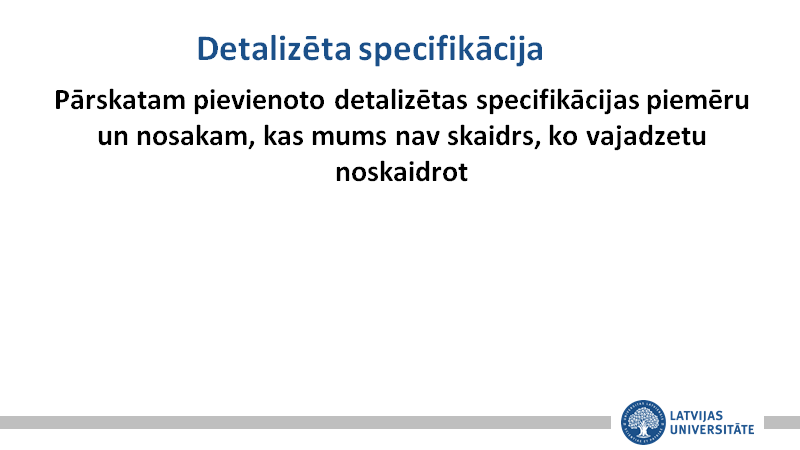 Detalizēta specifikācija
Pārskatam pievienoto detalizētas specifikācijas piemēru
un nosakam, kas mums nav skaidrs, ko vajadzetu
noskaidrot
LATVIJAS
UNIVERSITĀTE